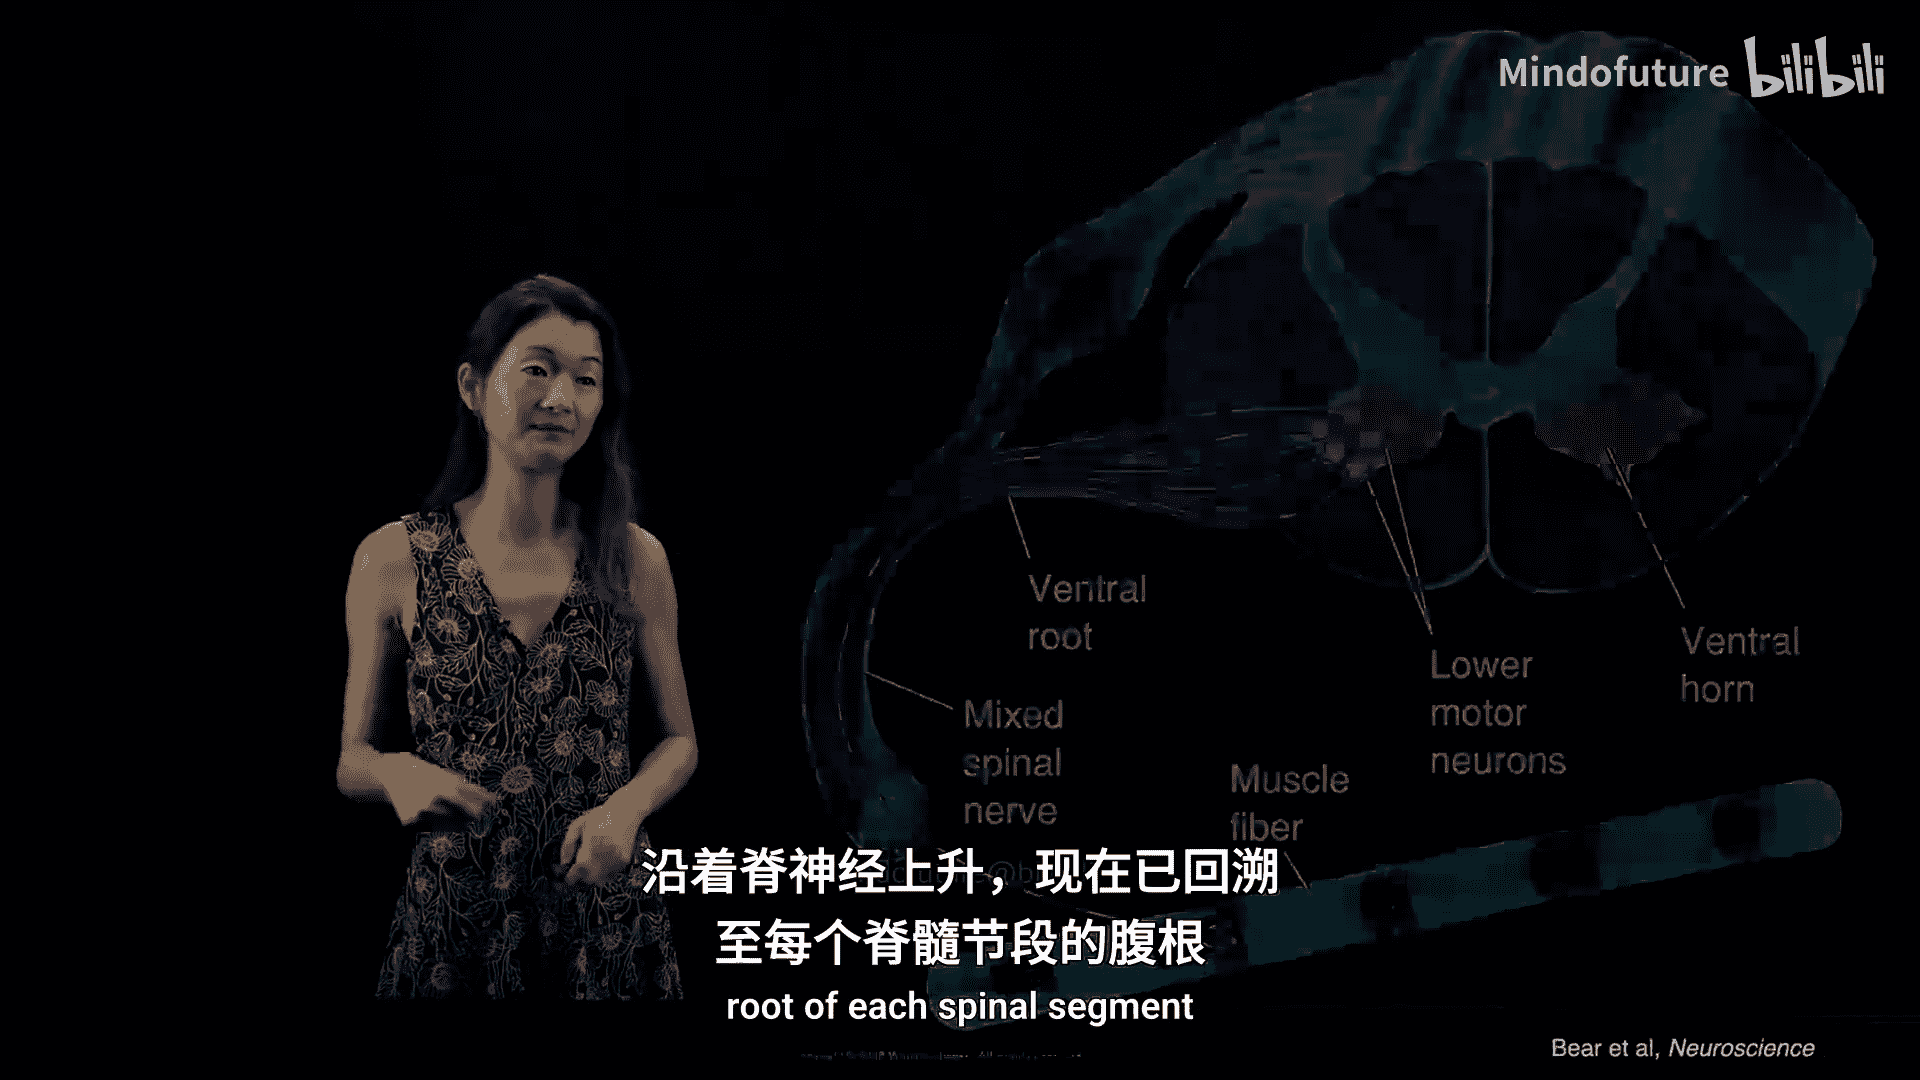 Mindofuture bilibili
Ventral
root
Mixed
spinal
nerve
Lower
motor
neurons
Ventral
horn
Muscle
fiber
沿着脊神经上升，现在已回溯
至每个脊髓节段的腹根
root of each spinal segment
Bear et al, Neuroscience